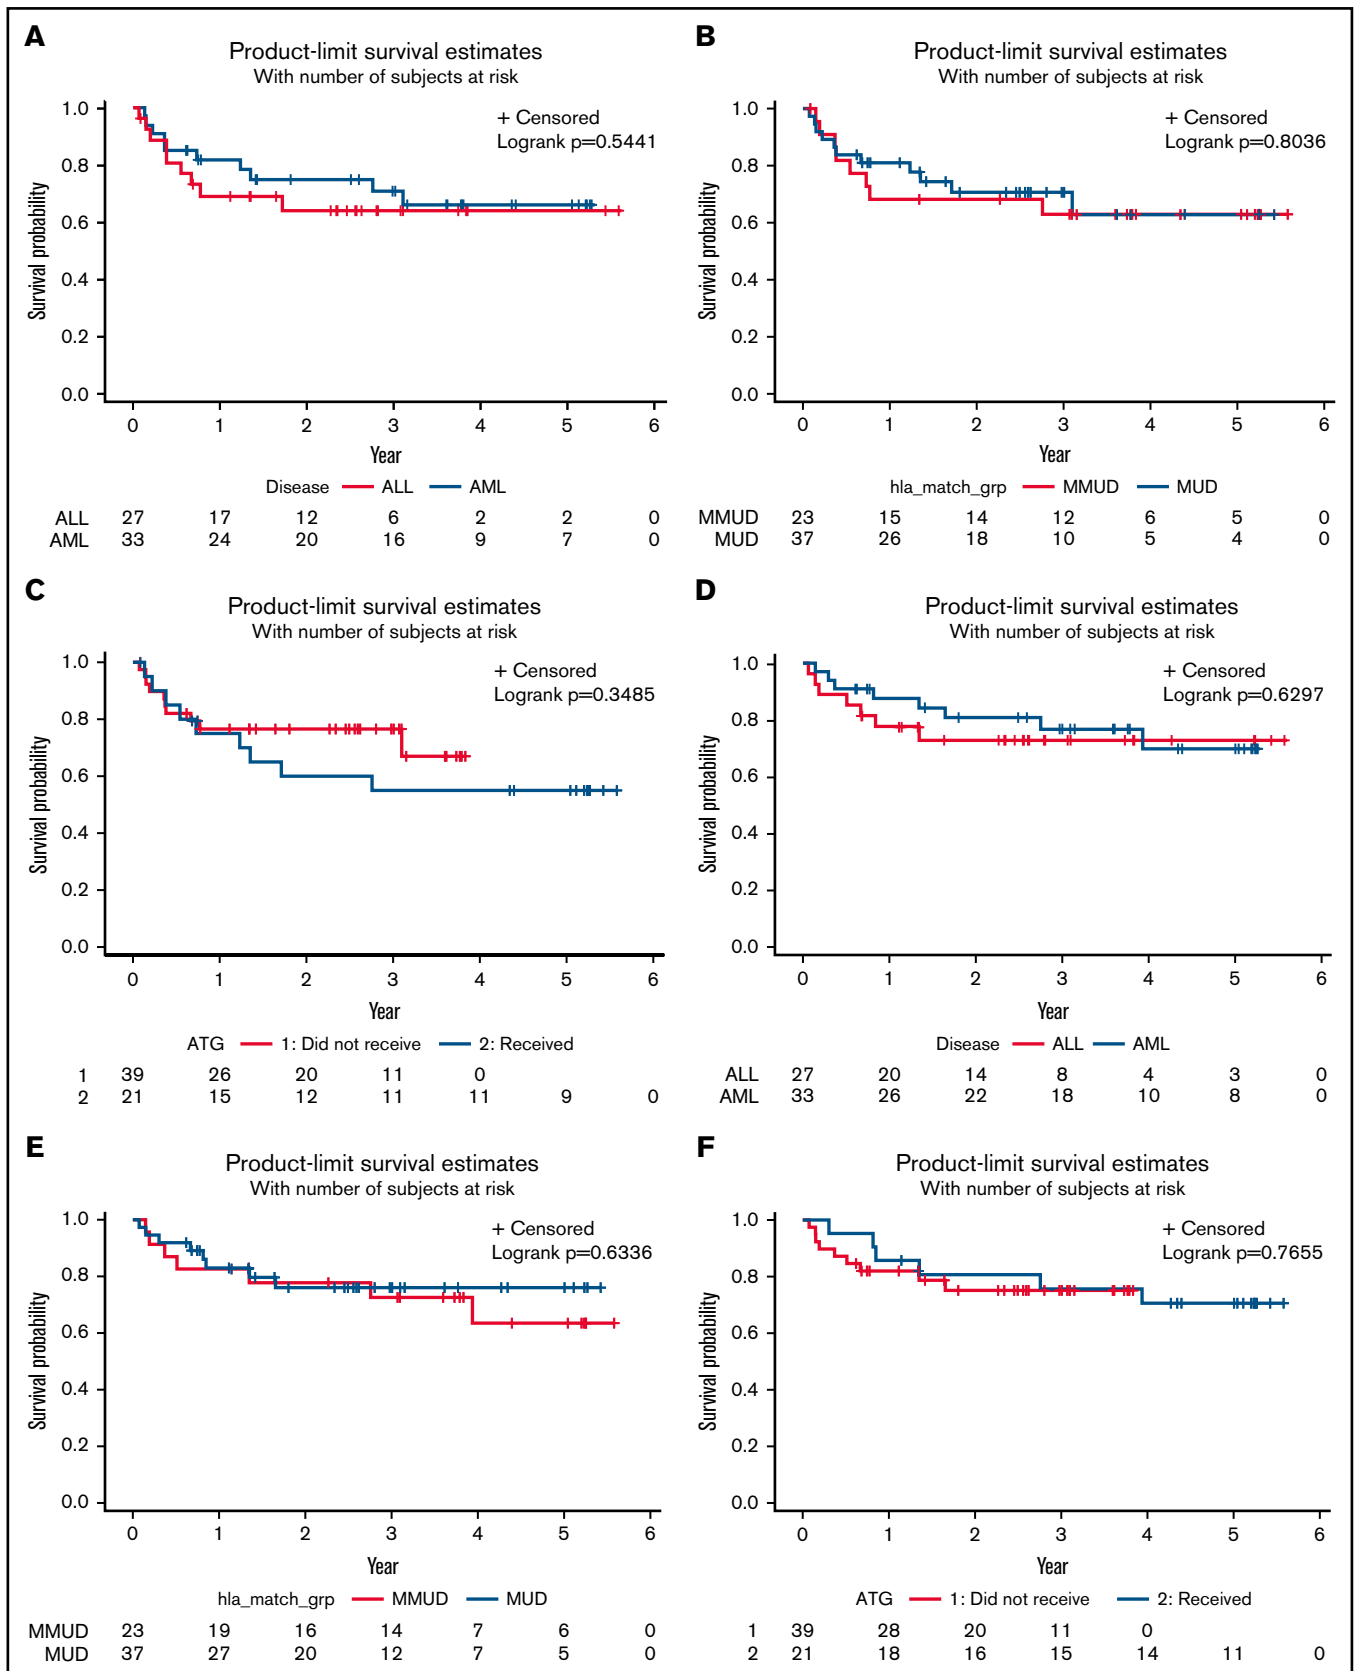 A
Product-limit survival estimates
With number of subjects at risk
+ Censored
Logrank p=0.5441
Survival probability
1.0
0.8
0.6
0.4
0.2
0.0
0 1 2 3 4 5 6
Year
Disease ALL AML
ALL 27 17 12 6 2 2 0
AML 33 24 20 16 9 7 0
B
Product-limit survival estimates
With number of subjects at risk
+ Censored
Logrank p=0.8036
Survival probability
1.0
0.8
0.6
0.4
0.2
0.0
0 1 2 3 4 5 6
Year
hla_match_grp MMUD MUD
MMUD 23 15 14 12 6 5 0
MUD 37 26 18 10 5 4 0
C
Product-limit survival estimates
With number of subjects at risk
+ Censored
Logrank p=0.3485
Survival probability
1.0
0.8
0.6
0.4
0.2
0.0
0 1 2 3 4 5 6
Year
ATG 1: Did not receive 2: Received
1 39 26 20 11 0
2 21 15 12 11 11 9 0
D
Product-limit survival estimates
With number of subjects at risk
+ Censored
Logrank p=0.6297
Survival probability
1.0
0.8
0.6
0.4
0.2
0.0
0 1 2 3 4 5 6
Year
Disease ALL AML
ALL 27 20 14 8 4 3 0
AML 33 26 22 18 10 8 0
E
Product-limit survival estimates
With number of subjects at risk
+ Censored
Logrank p=0.6336
Survival probability
1.0
0.8
0.6
0.4
0.2
0.0
0 1 2 3 4 5 6
Year
hla_match_grp MMUD MUD
MMUD 23 19 16 14 7 6 0
MUD 37 27 20 12 7 5 0
F
Product-limit survival estimates
With number of subjects at risk
+ Censored
Logrank p=0.7655
Survival probability
1.0
0.8
0.6
0.4
0.2
0.0
0 1 2 3 4 5 6
Year
ATG 1: Did not receive 2: Received
1 39 28 20 11 0
2 21 18 16 15 14 11 0